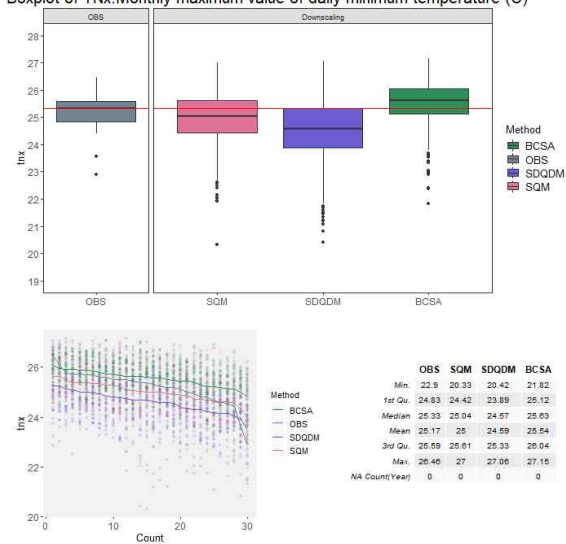 Boxplot of TNx:Monthly maximum value of daily minimum temperature (C)
OBS
Downscaling
28
27
26
25
24
23
22
21
20
19
tnx
OBS
SQM
SDQDM
BCSA
Method
BCSA
OBS
SDQDM
SQM
26
24
22
20
tnx
0
10
20
30
Count
Method
BCSA
OBS
SDQDM
SQM
OBS SQM SDQDM BCSA
Min. 22.9 20.33 20.42 21.82
1st Qu. 24.83 24.42 23.89 25.12
Median 25.33 25.04 24.57 25.63
Mean 25.17 25 24.59 25.54
3rd Qu. 25.59 25.61 25.33 26.04
Max. 26.46 27 27.06 27.15
NA Count(Year) 0 0 0 0